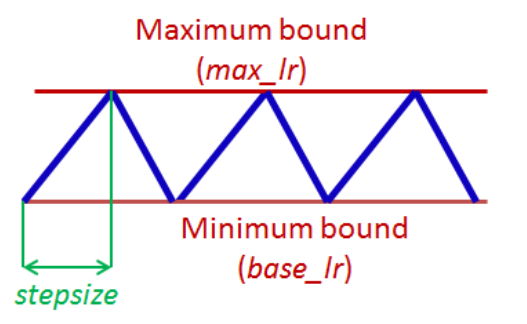 Maximum bound
(max_lr)
Minimum bound
(base_lr)
stepsize